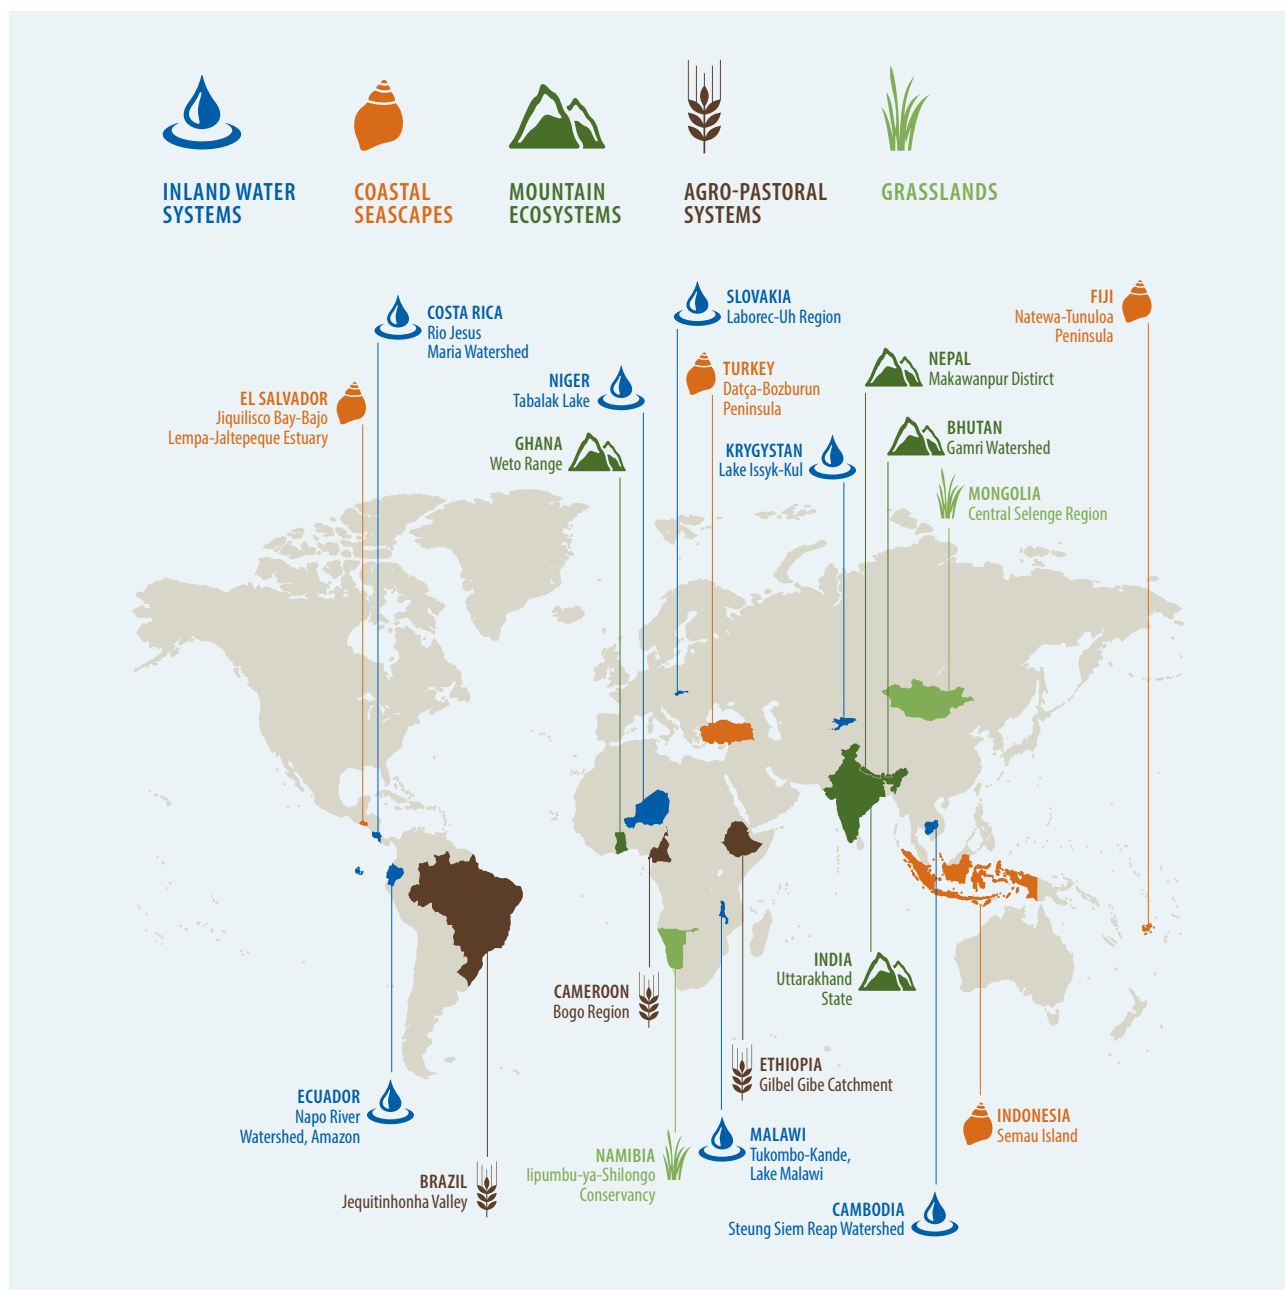 INLAND WATER
SYSTEMS
COASTAL
SEASCAPES
MOUNTAIN
ECOSYSTEMS
AGRO-PASTORAL
SYSTEMS
GRASSLANDS
COSTA RICA
Rio Jesus
Maria Watershed
SLOVAKIA
Laborec-Uh Region
FIJI
Natewa-Tunuloa
Peninsula
EL SALVADOR
Jiquilisco Bay-Bajo
Lempa-Jaltepeque Estuary
NIGER
Tabalak Lake
TURKEY
Datça-Bozburun
Peninsula
NEPAL
Makawanpur Distirct
GHANA
Weto Range
KRYGYSTAN
Lake Issyk-Kul
BHUTAN
Gamri Watershed
MONGOLIA
Central Selenge Region
INDIA
Uttarakhand
State
CAMEROON
Bogo Region
ETHIOPIA
Gilbel Gibe Catchment
ECUADOR
Napo River
Watershed, Amazon
INDONESIA
Semau Island
MALAWI
Tukombo-Kande,
Lake Malawi
NAMIBIA
Iipumbu-ya-Shilongo
Conservancy
BRAZIL
Jequitinhonha Valley
CAMBODIA
Steung Siem Reap Watershed